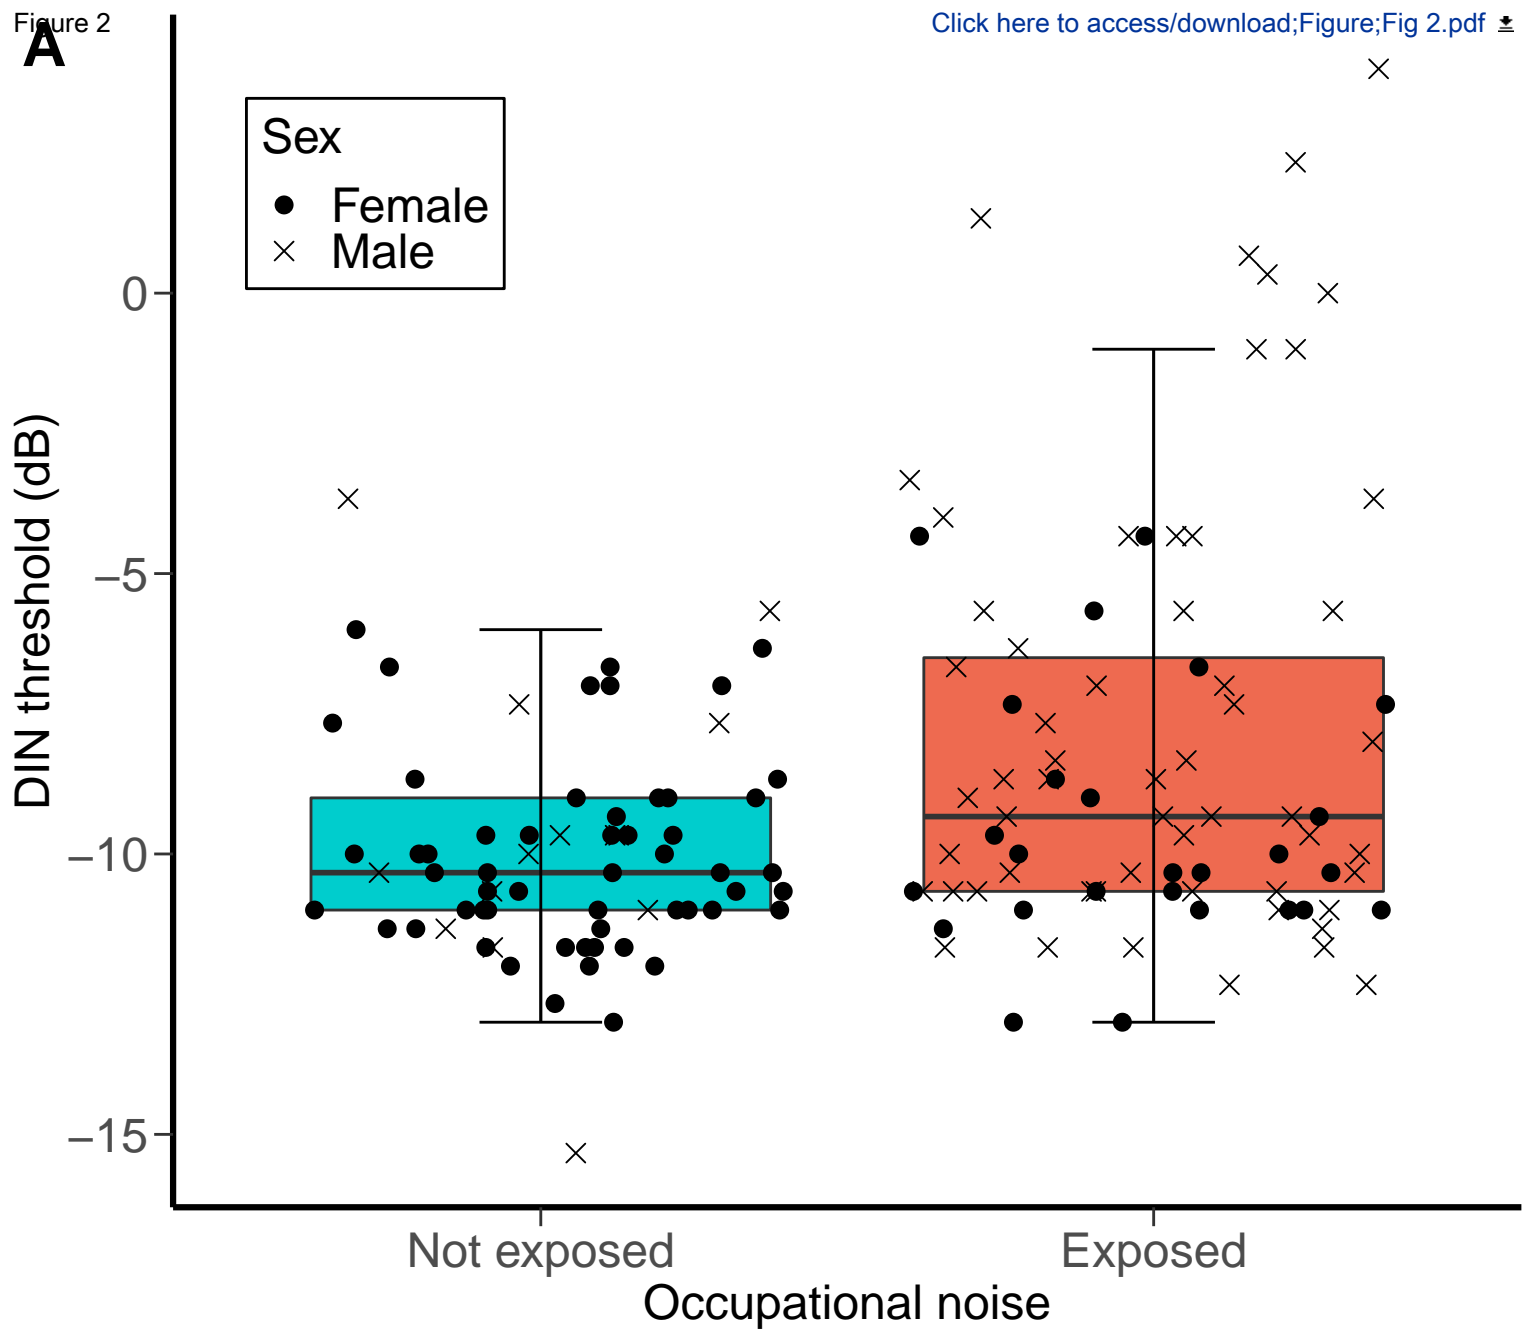 Figure 2
Click here to access/download;Figure;Fig 2.pdf
A
Sex
Female
Male
DIN threshold (dB)
0
−5
−10
−15
Not exposed
Exposed
Occupational noise